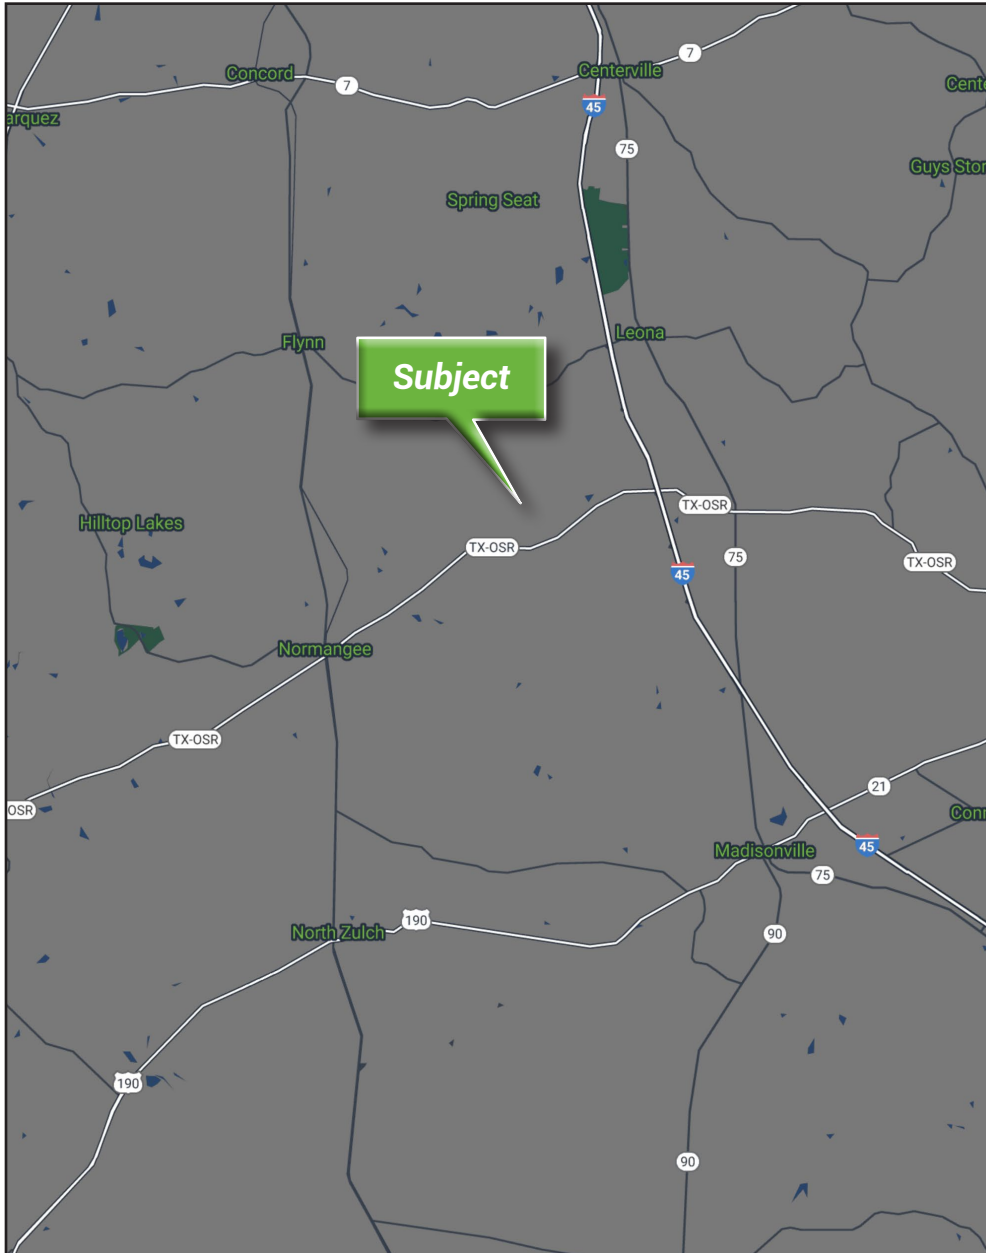 7
Concord
Centerville
7
Cente
45
arquez
75
Guys Stor
Spring Seat
Leona
Flynn
Subject
TX-OSR
Hilltop Lakes
TX-OSR
75
TX-OSR
45
Normangee
TX-OSR
21
OSR
Conn
45
Madisonville
75
190
North Zulch
90
190
90